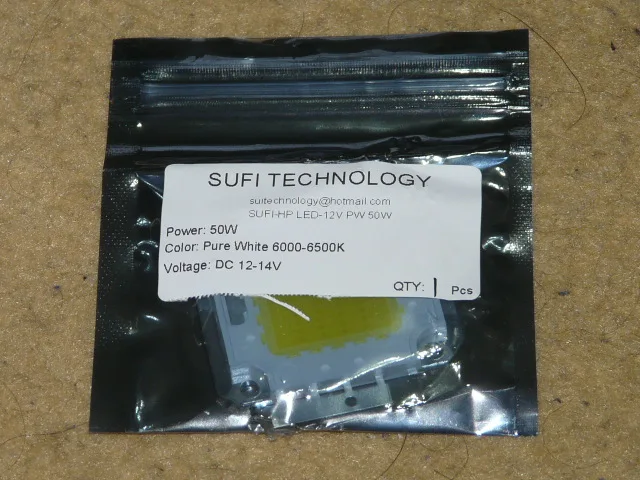 SUFI TECHNOLOGY
suitechnology@hotmail.com
SUFI-HP LED-12V PW 50W
Power: 50W
Color: Pure White 6000-6500K
Voltage: DC 12-14V
QTY: 1 Pcs